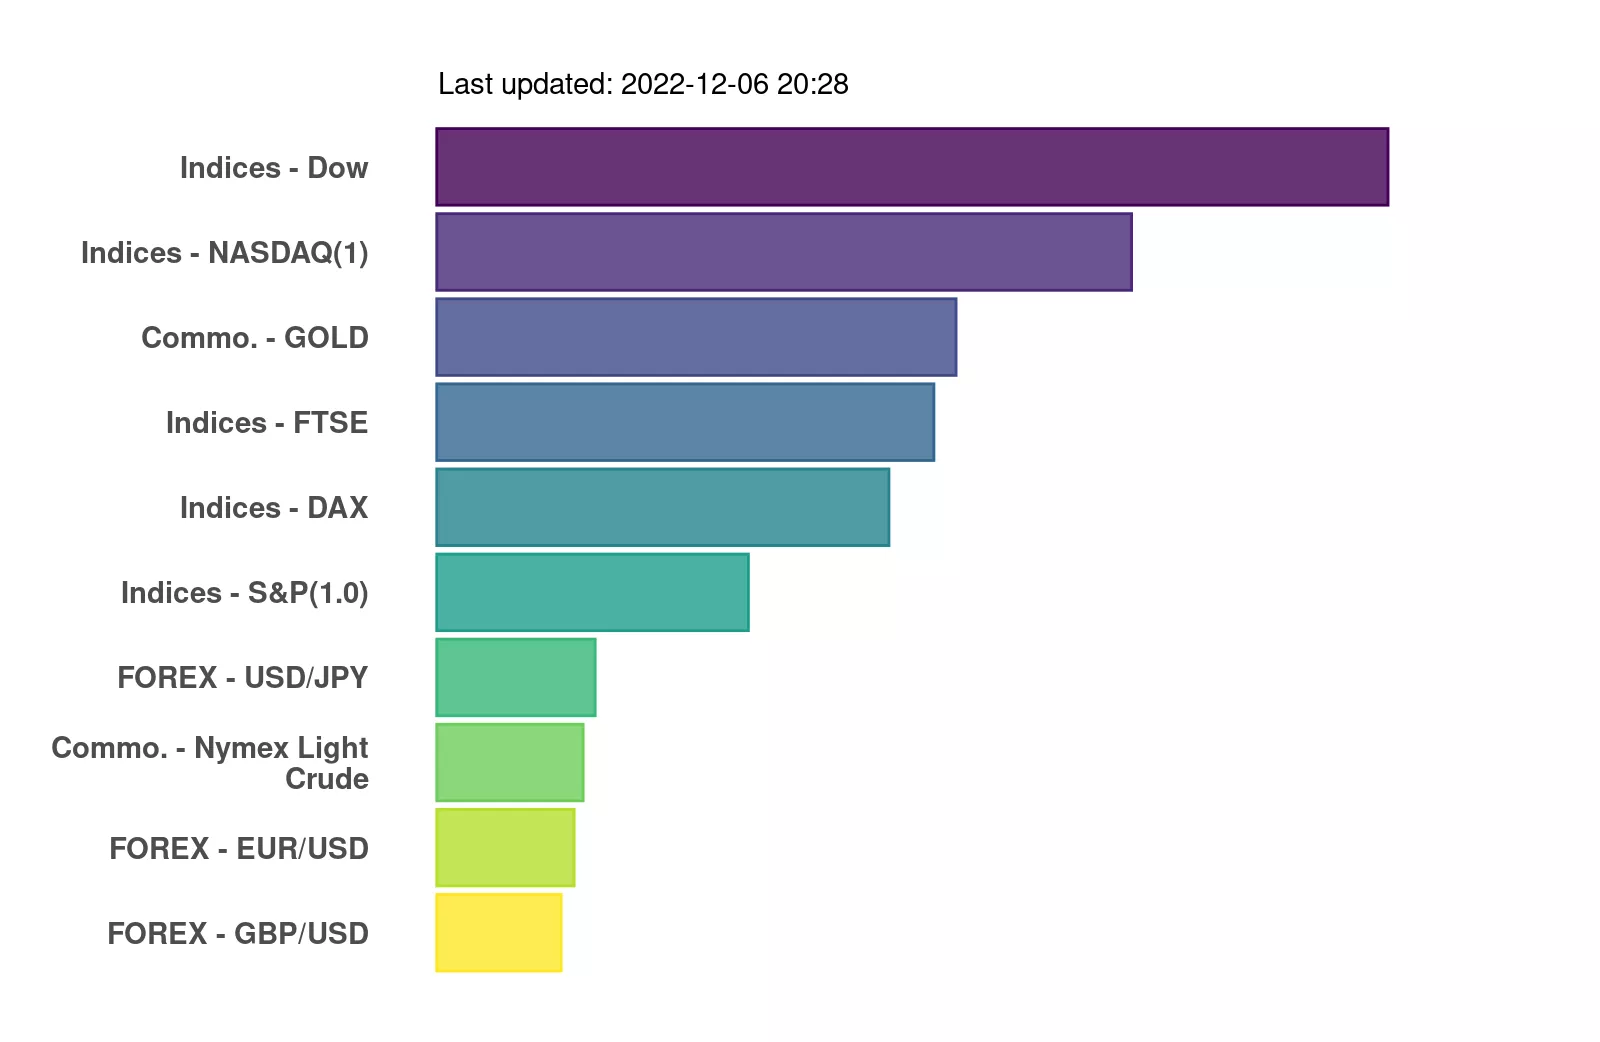 Last updated: 2022-12-06 20:28
Indices - Dow
Indices - NASDAQ(1)
Commo. - GOLD
Indices - FTSE
Indices - DAX
Indices - S&P(1.0)
FOREX - USD/JPY
Commo. - Nymex Light
Crude
FOREX - EUR/USD
FOREX - GBP/USD